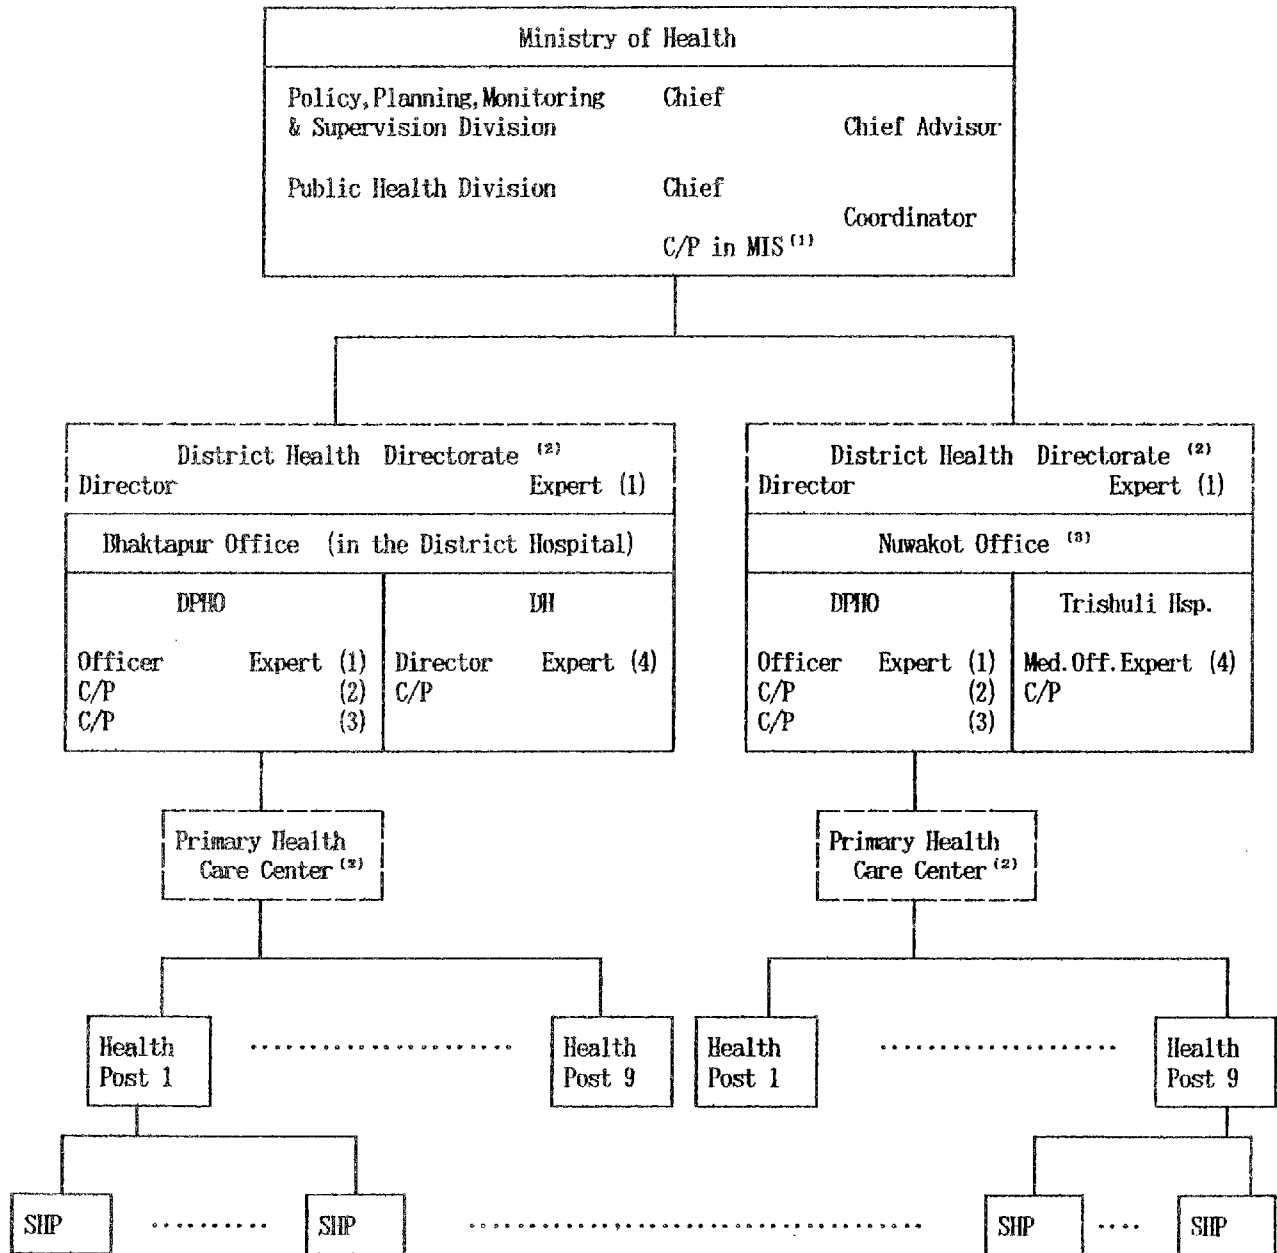 Ministry of Health
Policy,Planning,Monitoring Chief
& Supervision Division Chief Advisor
Public Health Division Chief
Coordinator
C/P in MIS (1)
District Health Directorate (2)
Director Expert (1)
District Health Directorate (2)
Director Expert (1)
Bhaktapur Office (in the District Hospital)
Nuwakot Office (3)
DPHO
Officer Expert (1)
C/P (2)
C/P (3)
DH
Director Expert (4)
C/P
DPHO
Officer Expert (1)
C/P (2)
C/P (3)
Trishuli Hsp.
Med.Off.Expert (4)
C/P
Primary Health
Care Center (2)
Primary Health
Care Center (2)
Health
Post 1
Health
Post 9
Health
Post 1
Health
Post 9
SHP
SHP
SHP
SHP